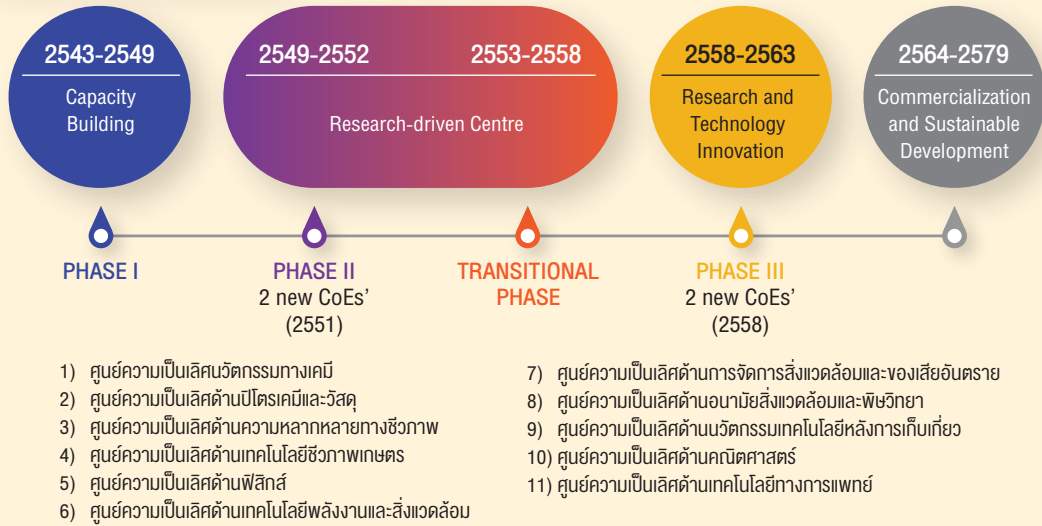 2543-2549
Capacity
Building
2549-2552
2553-2558
Research-driven Centre
2558-2563
Research and
Technology
Innovation
2564-2579
Commercialization
and Sustainable
Development
PHASE I
PHASE II
2 new CoEs’
(2551)
TRANSITIONAL
PHASE
PHASE III
2 new CoEs’
(2558)
1) ศูนย์ความเป็นเลิศนวัตกรรมทางเคมี
2) ศูนย์ความเป็นเลิศด้านปิโตรเคมีและวัสดุ
3) ศูนย์ความเป็นเลิศด้านความหลากหลายทางชีวภาพ
4) ศูนย์ความเป็นเลิศด้านเทคโนโลยีชีวภาพเกษตร
5) ศูนย์ความเป็นเลิศด้านฟิสิกส์
6) ศูนย์ความเป็นเลิศด้านเทคโนโลยีพลังงานและสิ่งแวดล้อม
7) ศูนย์ความเป็นเลิศด้านการจัดการสิ่งแวดล้อมและของเสียอันตราย
8) ศูนย์ความเป็นเลิศด้านอนามัยสิ่งแวดล้อมและพิษวิทยา
9) ศูนย์ความเป็นเลิศด้านนวัตกรรมเทคโนโลยีหลังการเก็บเกี่ยว
10) ศูนย์ความเป็นเลิศด้านคณิตศาสตร์
11) ศูนย์ความเป็นเลิศด้านเทคโนโลยีทางการแพทย์